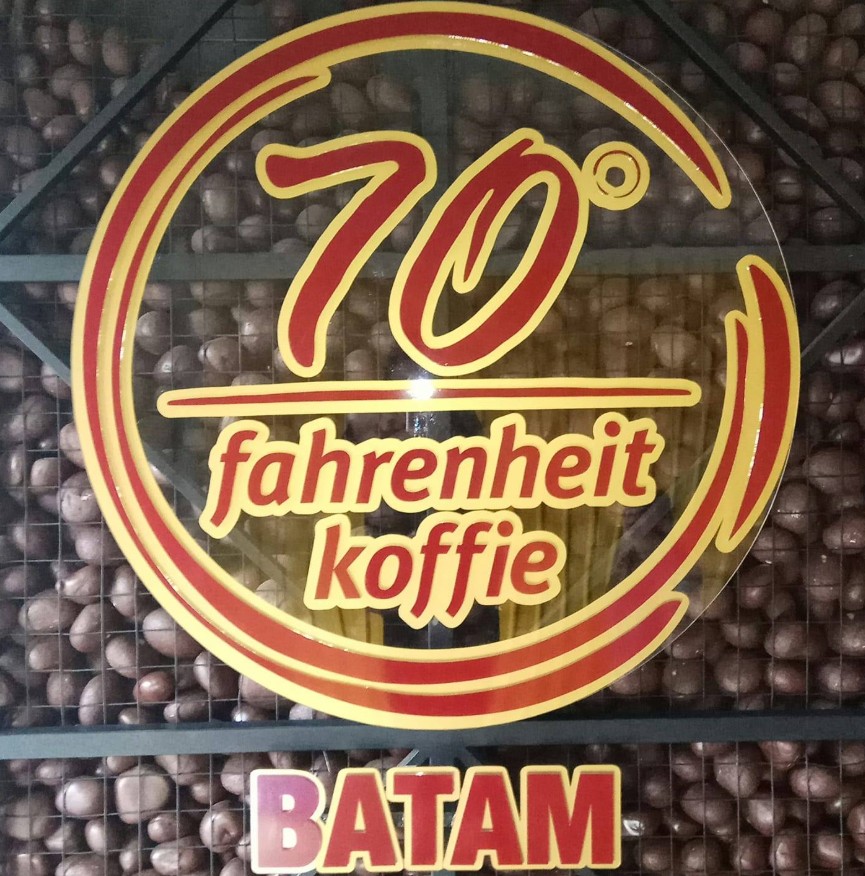 70°
fahrenheit
koffie
BATAM